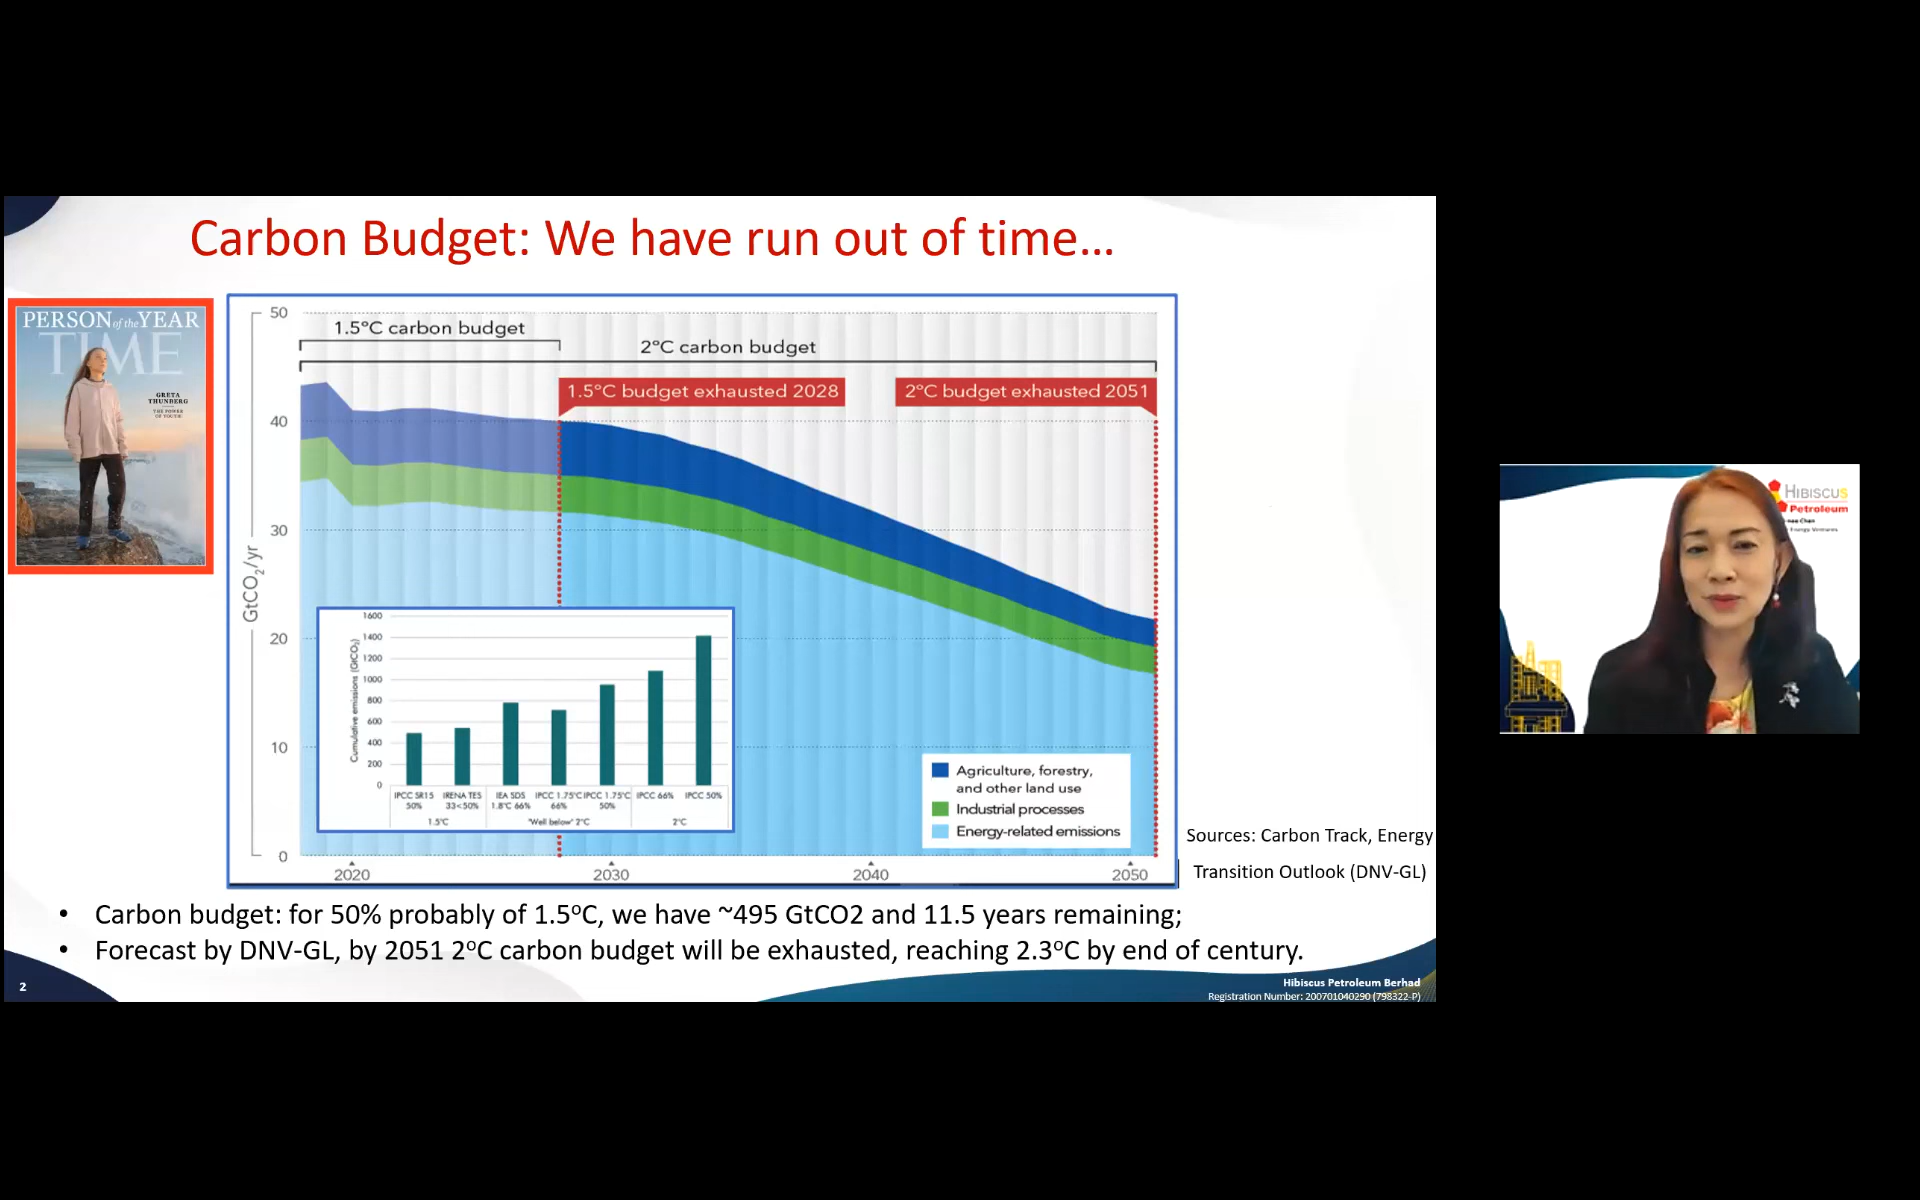 Carbon Budget: We have run out of time...
PERSON of the YEAR
TIME
GRETA
THUNBERG
THE POWER
OF YOUTH
GtCO2/yr
50
40
30
20
10
0
1.5°C carbon budget
2°C carbon budget
1.5°C budget exhausted 2028
2°C budget exhausted 2051
Cumulative emissions (GtCO2)
1600
1400
1200
1000
800
600
400
200
0
IPCC SR15 50%
IRENA TES 33<50%
IEA SDS 1.8°C 66%
IPCC 1.75°C 66%
IPCC 1.75°C 50%
IPCC 66%
IPCC 50%
1.5°C
"Well below" 2°C
2°C
Agriculture, forestry,
and other land use
Industrial processes
Energy-related emissions
2020
2030
2040
2050
Sources: Carbon Track, Energy
Transition Outlook (DNV-GL)
• Carbon budget: for 50% probably of 1.5°C, we have ~495 GtCO2 and 11.5 years remaining;
• Forecast by DNV-GL, by 2051 2°C carbon budget will be exhausted, reaching 2.3°C by end of century.
2
Hibiscus Petroleum Berhad
Registration Number: 200701040290 (798322-P)
HIBISCUS
Petroleum
Chan
Energy Ventures